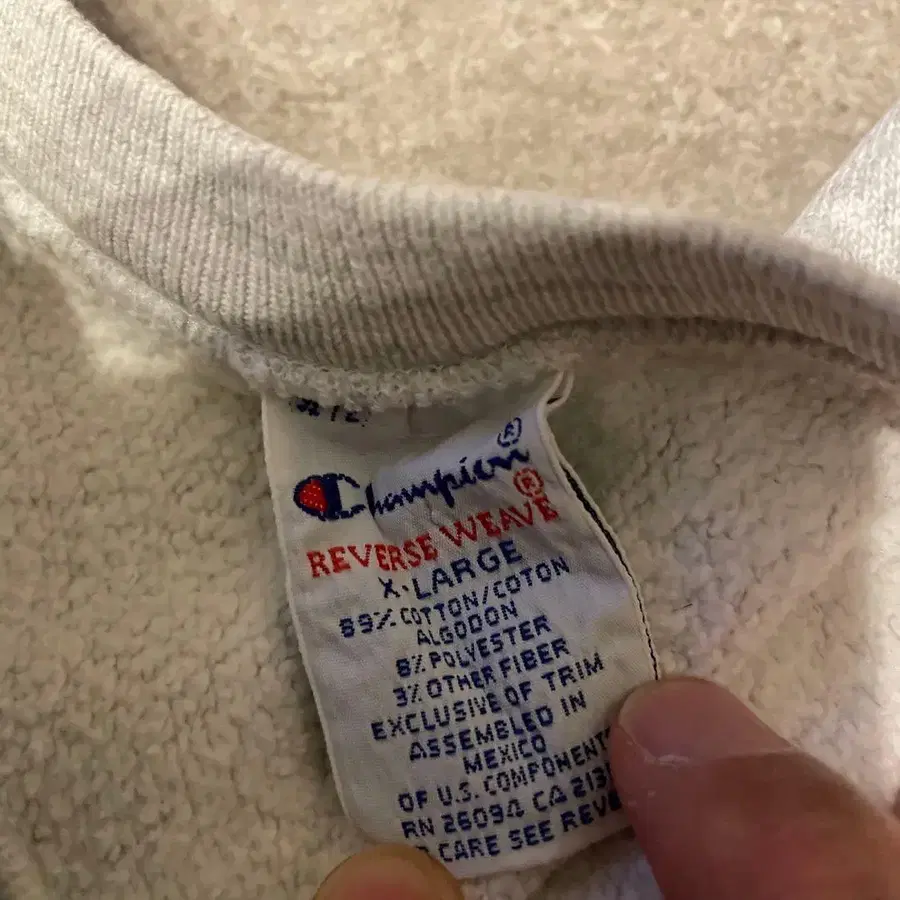 Champion®
REVERSE WEAVE®
X-LARGE
89% COTTON/COTON
ALGODON
8% POLYESTER
3% OTHER FIBER
EXCLUSIVE OF TRIM
ASSEMBLED IN
MEXICO
OF U.S. COMPONENTS
RN 26094 CA
CARE SEE